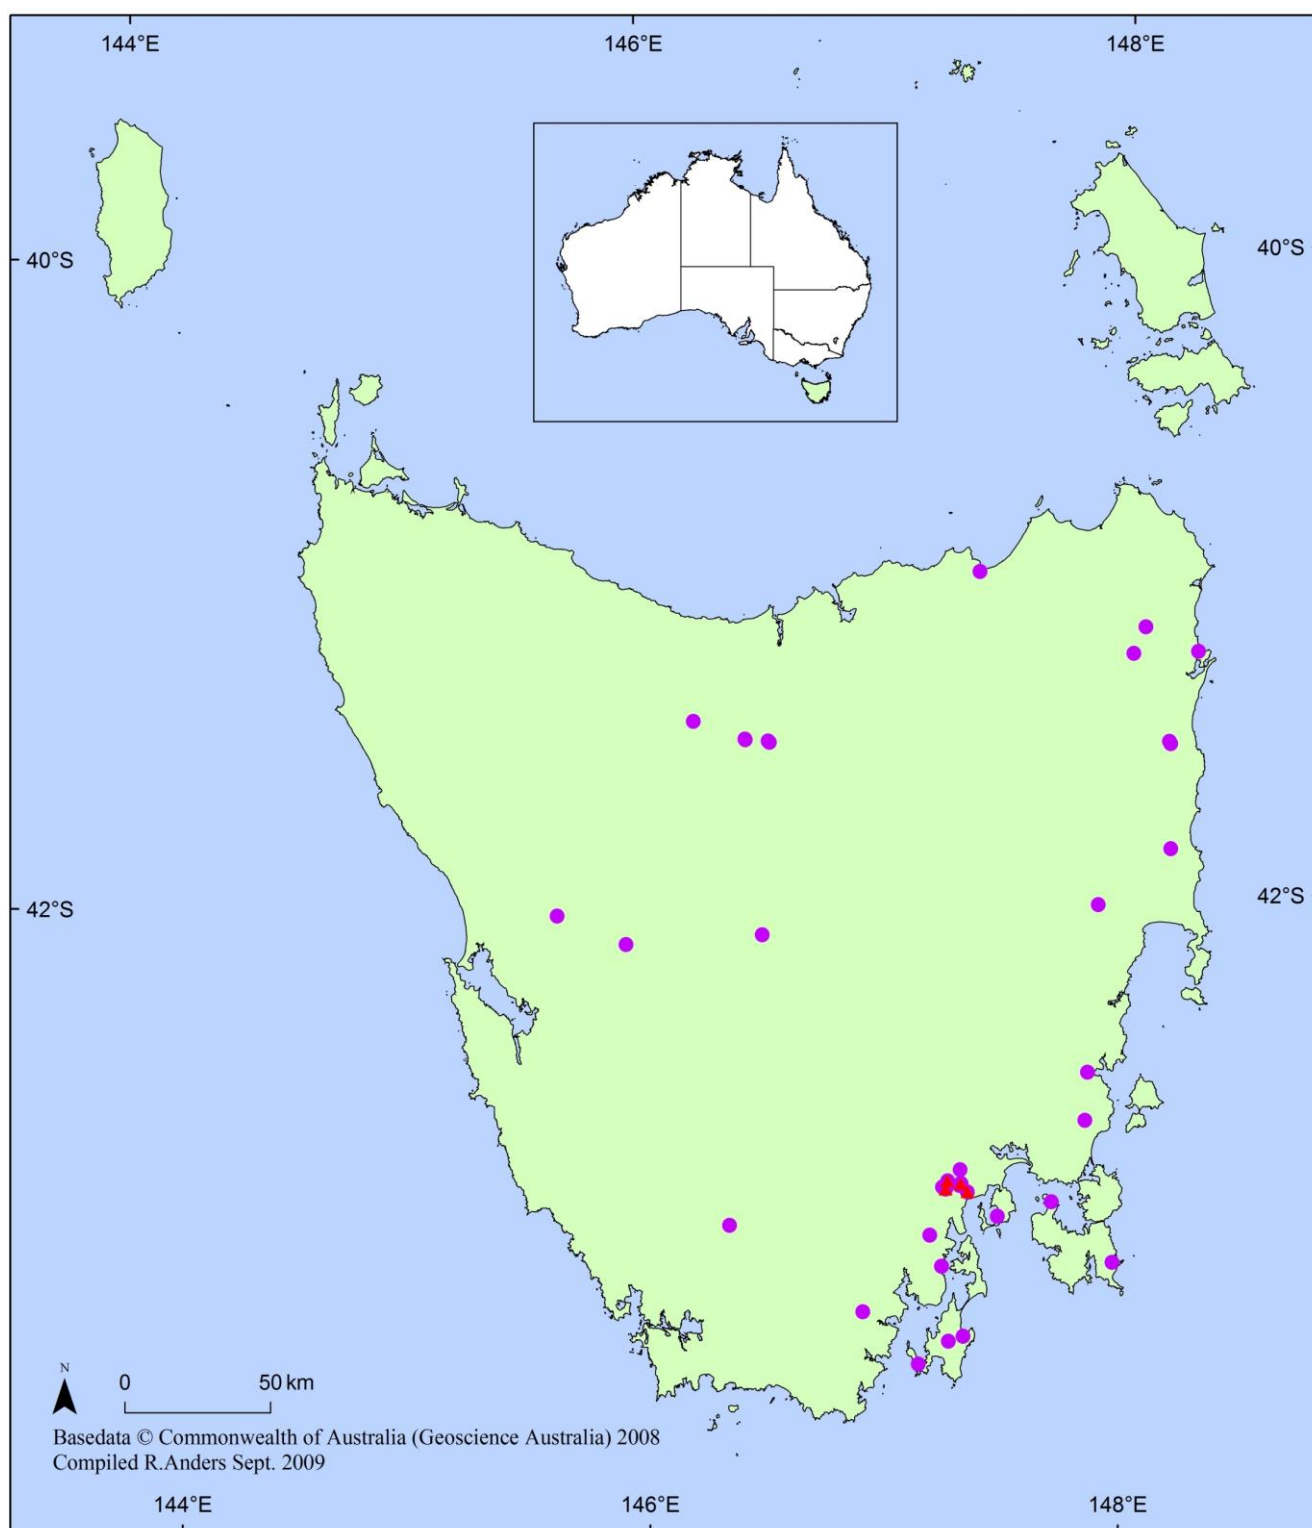 144°E 146°E 148°E
40°S 40°S
42°S 42°S
N
0 50 km
Basedata © Commonwealth of Australia (Geoscience Australia) 2008
Compiled R.Anders Sept. 2009
144°E 146°E 148°E